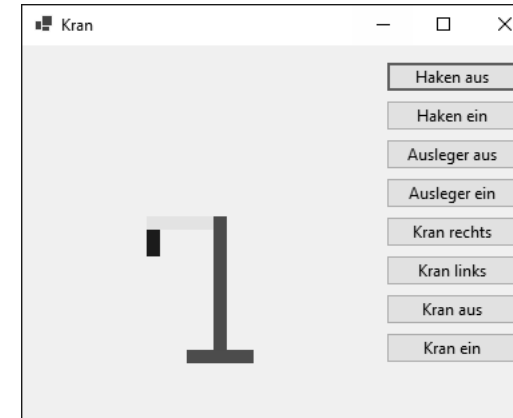 Kran
Haken aus
Haken ein
Ausleger aus
Ausleger ein
Kran rechts
Kran links
Kran aus
Kran ein